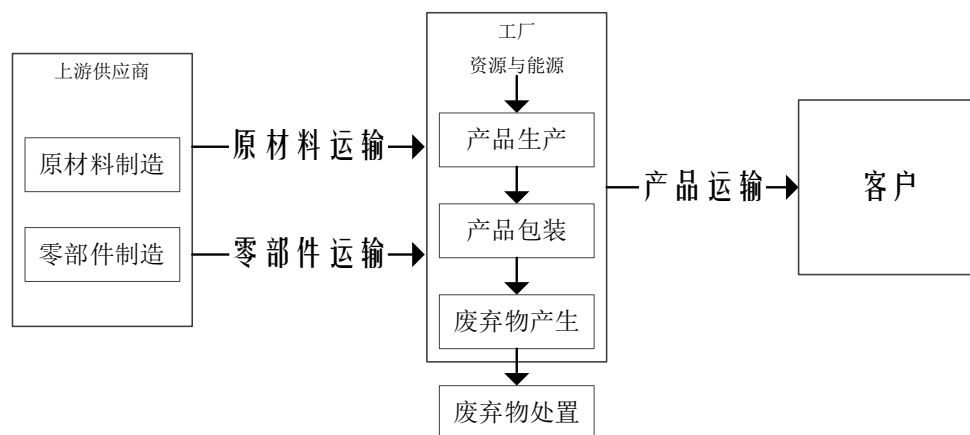 上游供应商
原材料制造
零部件制造
原材料运输
零部件运输
工厂
资源与能源
产品生产
产品包装
废弃物产生
废弃物处置
产品运输
客户